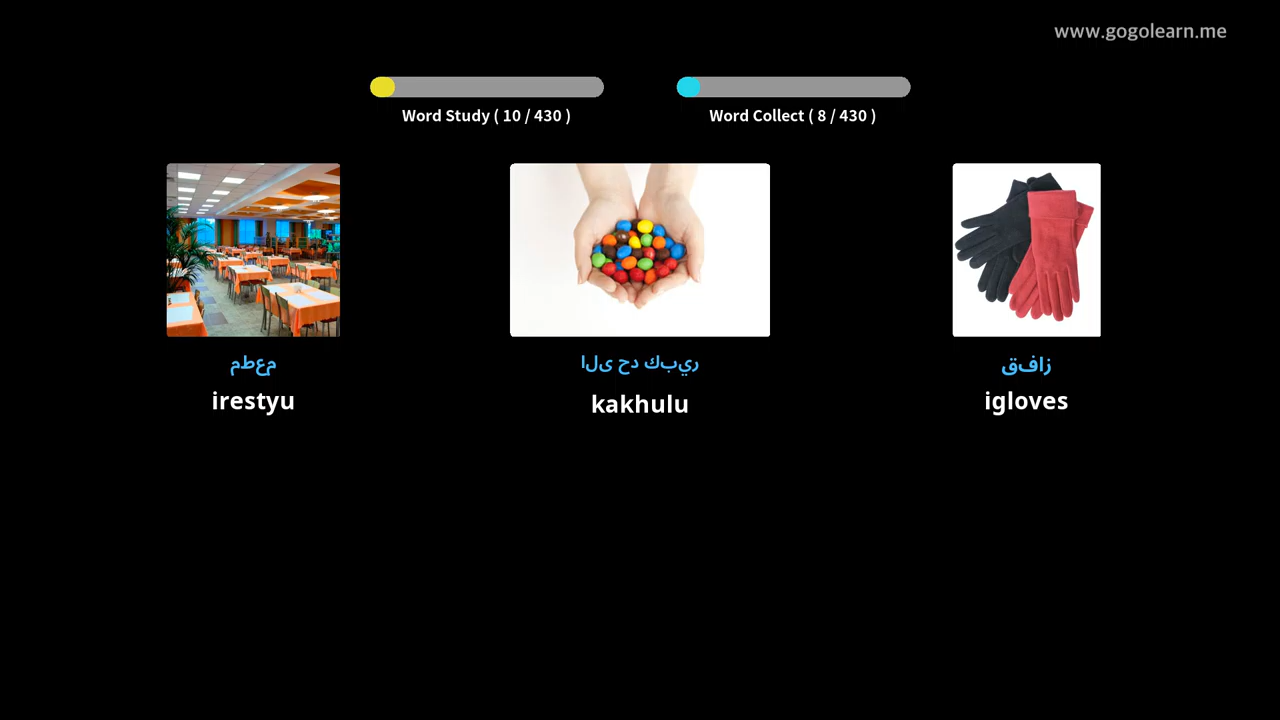 www.gogolearn.me
Word Study ( 10 / 430 )
Word Collect ( 8 / 430 )
مطعم
irestyu
الى حد كبير
kakhulu
قفاز
igloves